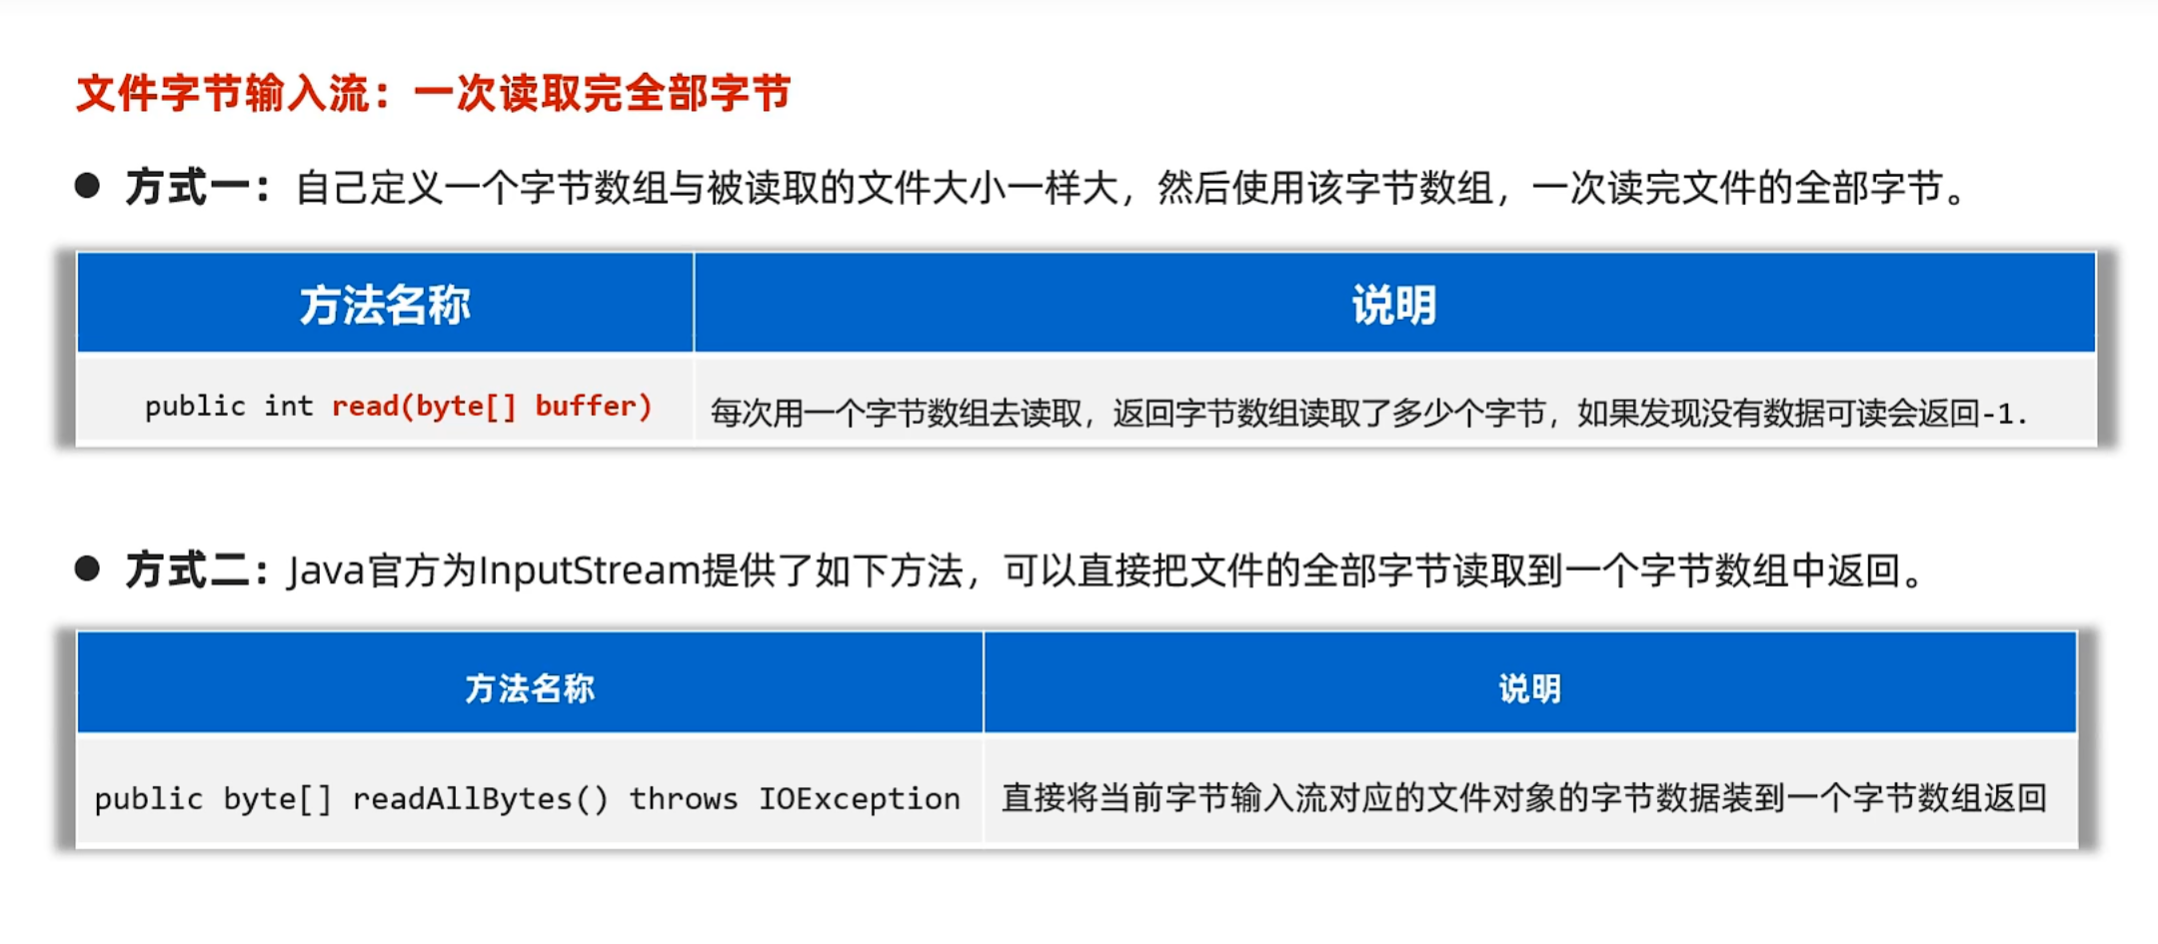 文件字节输入流：一次读取完全部字节
● 方式一：自己定义一个字节数组与被读取的文件大小一样大，然后使用该字节数组，一次读完文件的全部字节。
方法名称 说明
public int read(byte[] buffer) 每次用一个字节数组去读取，返回字节数组读取了多少个字节，如果发现没有数据可读会返回-1.
● 方式二：Java官方为InputStream提供了如下方法，可以直接把文件的全部字节读取到一个字节数组中返回。
方法名称 说明
public byte[] readAllBytes() throws IOException 直接将当前字节输入流对应的文件对象的字节数据装到一个字节数组返回